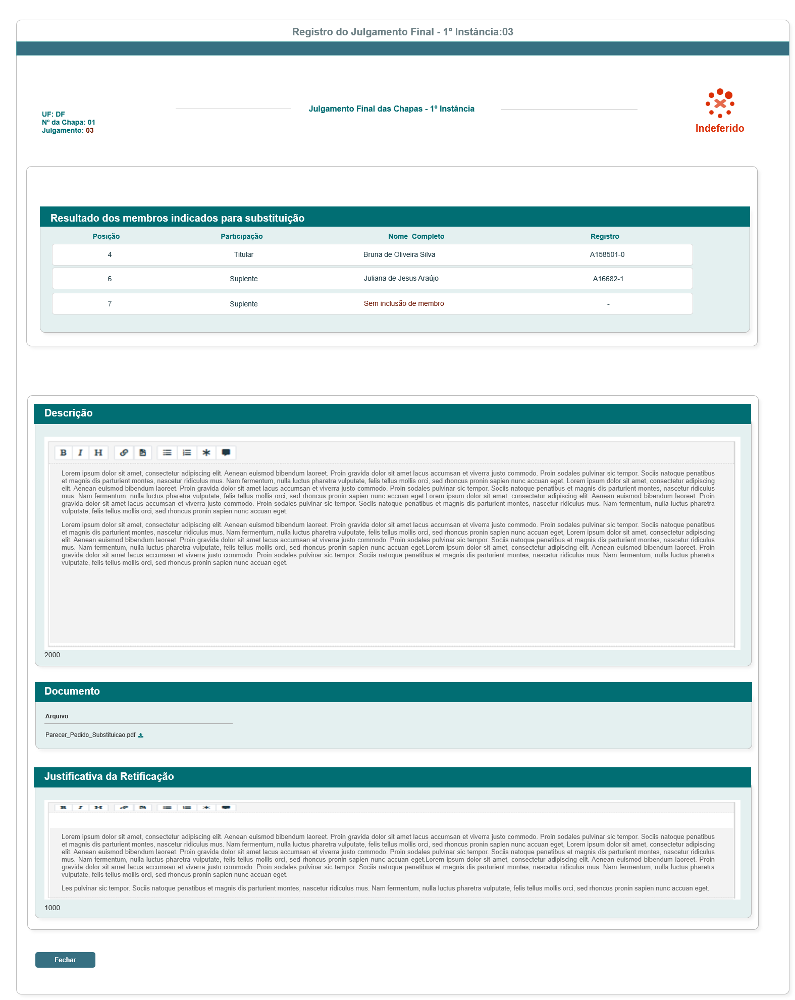 Registro do Julgamento Final - 1º Instância:03
UF: DF
Nº da Chapa: 01
Julgamento: 03
Julgamento Final das Chapas - 1º Instância
Indeferido
Resultado dos membros indicados para substituição
Posição Participação Nome Completo Registro
4 Titular Bruna de Oliveira Silva A158501-0
6 Suplente Juliana de Jesus Araújo A16682-1
7 Suplente Sem inclusão de membro -
Descrição
B I H
Lorem ipsum dolor sit amet, consectetur adipiscing elit. Aenean euismod bibendum laoreet. Proin gravida dolor sit amet lacus accumsan et viverra justo commodo. Proin sodales pulvinar sic tempor. Sociis natoque penatibus
et magnis dis parturient montes, nascetur ridiculus mus. Nam fermentum, nulla luctus pharetra vulputate, felis tellus mollis orci, sed rhoncus pronin sapien nunc accuan eget, Lorem ipsum dolor sit amet, consectetur adipiscing
elit. Aenean euismod bibendum laoreet. Proin gravida dolor sit amet lacus accumsan et viverra justo commodo. Proin sodales pulvinar sic tempor. Sociis natoque penatibus et magnis dis parturient montes, nascetur ridiculus
mus. Nam fermentum, nulla luctus pharetra vulputate, felis tellus mollis orci, sed rhoncus pronin sapien nunc accuan eget.Lorem ipsum dolor sit amet, consectetur adipiscing elit. Aenean euismod bibendum laoreet. Proin
gravida dolor sit amet lacus accumsan et viverra justo commodo. Proin sodales pulvinar sic tempor. Sociis natoque penatibus et magnis dis parturient montes, nascetur ridiculus mus. Nam fermentum, nulla luctus pharetra
vulputate, felis tellus mollis orci, sed rhoncus pronin sapien nunc accuan eget.
Lorem ipsum dolor sit amet, consectetur adipiscing elit. Aenean euismod bibendum laoreet. Proin gravida dolor sit amet lacus accumsan et viverra justo commodo. Proin sodales pulvinar sic tempor. Sociis natoque penatibus
et magnis dis parturient montes, nascetur ridiculus mus. Nam fermentum, nulla luctus pharetra vulputate, felis tellus mollis orci, sed rhoncus pronin sapien nunc accuan eget, Lorem ipsum dolor sit amet, consectetur adipiscing
elit. Aenean euismod bibendum laoreet. Proin gravida dolor sit amet lacus accumsan et viverra justo commodo. Proin sodales pulvinar sic tempor. Sociis natoque penatibus et magnis dis parturient montes, nascetur ridiculus
mus. Nam fermentum, nulla luctus pharetra vulputate, felis tellus mollis orci, sed rhoncus pronin sapien nunc accuan eget.Lorem ipsum dolor sit amet, consectetur adipiscing elit. Aenean euismod bibendum laoreet. Proin
gravida dolor sit amet lacus accumsan et viverra justo commodo. Proin sodales pulvinar sic tempor. Sociis natoque penatibus et magnis dis parturient montes, nascetur ridiculus mus. Nam fermentum, nulla luctus pharetra
vulputate, felis tellus mollis orci, sed rhoncus pronin sapien nunc accuan eget.
2000
Documento
Arquivo
Parecer_Pedido_Substituicao.pdf
Justificativa da Retificação
B I H
Lorem ipsum dolor sit amet, consectetur adipiscing elit. Aenean euismod bibendum laoreet. Proin gravida dolor sit amet lacus accumsan et viverra justo commodo. Proin sodales pulvinar sic tempor. Sociis natoque penatibus
et magnis dis parturient montes, nascetur ridiculus mus. Nam fermentum, nulla luctus pharetra vulputate, felis tellus mollis orci, sed rhoncus pronin sapien nunc accuan eget, Lorem ipsum dolor sit amet, consectetur adipiscing
elit. Aenean euismod bibendum laoreet. Proin gravida dolor sit amet lacus accumsan et viverra justo commodo. Proin sodales pulvinar sic tempor. Sociis natoque penatibus et magnis dis parturient montes, nascetur ridiculus
mus. Nam fermentum, nulla luctus pharetra vulputate, felis tellus mollis orci, sed rhoncus pronin sapien nunc accuan eget.Lorem ipsum dolor sit amet, consectetur adipiscing elit. Aenean euismod bibendum laoreet. Proin
gravida dolor sit amet lacus accumsan et viverra justo commodo. Proin sodales pulvinar sic tempor. Sociis natoque penatibus et magnis dis parturient montes, nascetur ridiculus mus. Nam fermentum, nulla luctus pharetra
vulputate, felis tellus mollis orci, sed rhoncus pronin sapien nunc accuan eget.
Les pulvinar sic tempor. Sociis natoque penatibus et magnis dis parturient montes, nascetur ridiculus mus. Nam fermentum, nulla luctus pharetra vulputate, felis tellus mollis orci, sed rhoncus pronin sapien nunc accuan eget.
1000
Fechar